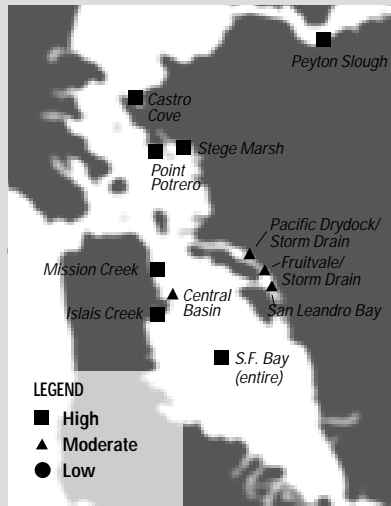 Peyton Slough
Castro
Cove
Stege Marsh
Point
Potrero
Pacific Drydock/
Storm Drain
Fruitvale/
Storm Drain
Mission Creek
Central
Basin
San Leandro Bay
Islais Creek
S.F. Bay
(entire)
LEGEND
High
Moderate
Low